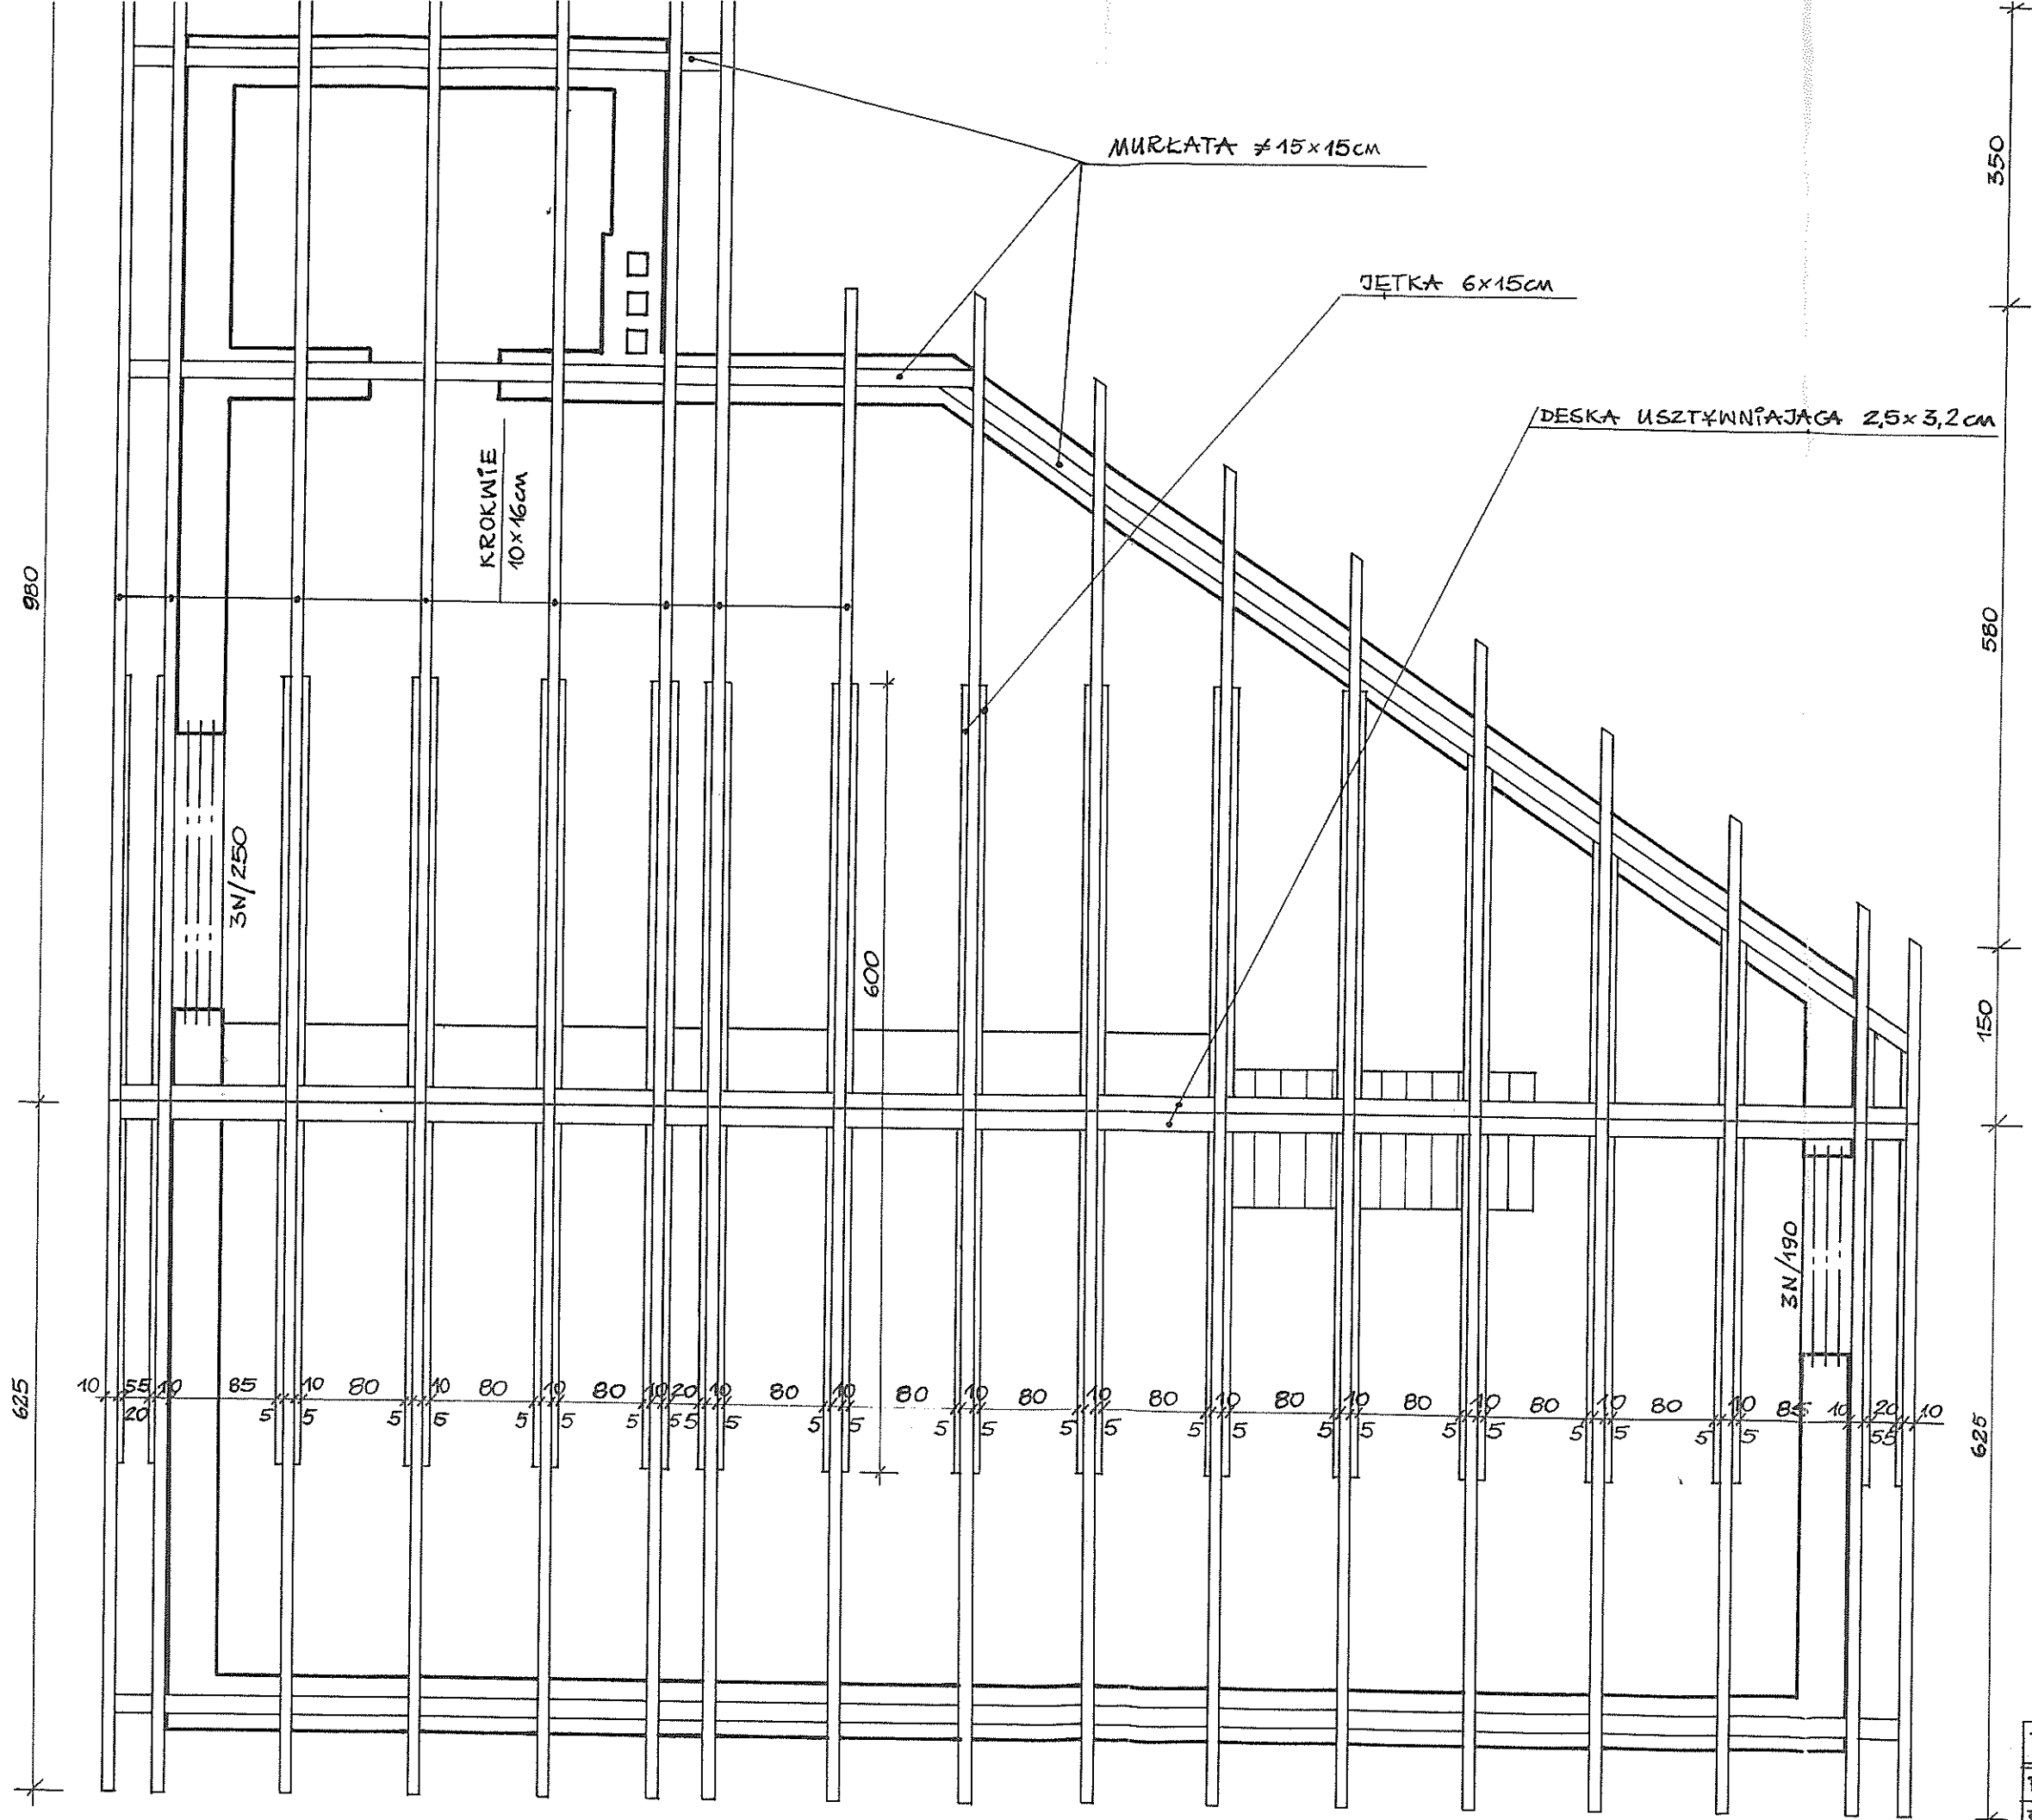 MURŁATA ≠15×15cm
350
JĘTKA 6×15cm
DESKA USZTYWNIAJĄCA 2,5×3,2cm
KROKWIE
10×16cm
980
580
3N/250
600
150
3N/190
10 55 10 85 10 80 10 80 10 80 10 20 10 80 10 80 10 80 10 80 10 80 10 80 10 80 10 80 10 85 10 20 10
20 5 5 5 5 5 5 5 5 5 5 5 5 5 5 5 5 5 5 5 5 5 5 5 5 5 5 55
625
625